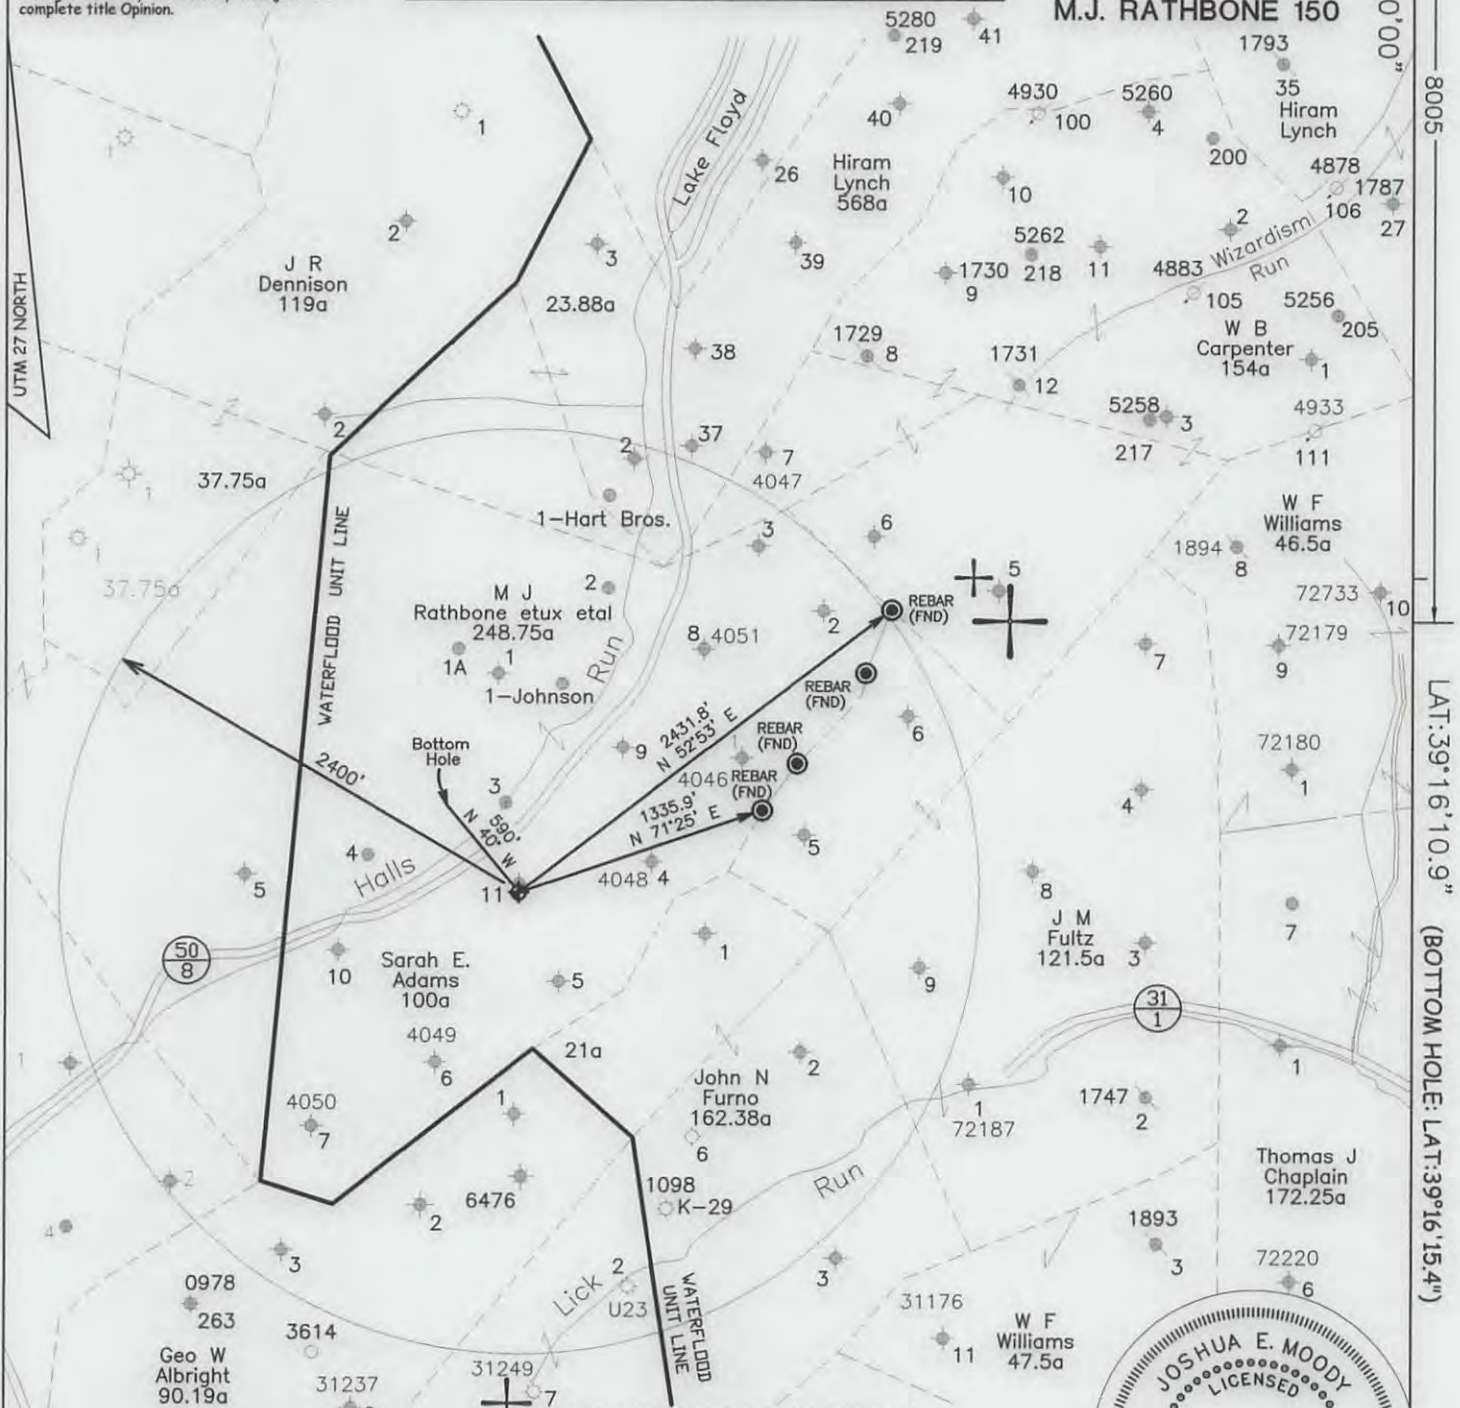 complete title Opinion.
M.J. RATHBONE 150
0'00"
8005
5280
219
41
1793
35
Hiram
Lynch
4930
100
5260
4
40
1
1
Lake Floyd
26
Hiram
Lynch
568a
200
4878
1787
106
27
10
2
2
3
39
5262
218
11
Wizardism
Run
1730
9
4883
105
5256
205
UTM 27 NORTH
J R
Dennison
119a
23.88a
W B
Carpenter
154a
1
38
1729
8
1731
12
5258
3
217
4933
111
2
37
2
7
4047
37.75a
1
1-Hart Bros.
W F
Williams
46.5a
WATERFLOOD UNIT LINE
3
6
1894
8
1
37.75a
M J
Rathbone etux etal
248.75a
2
5
72733
10
REBAR
(FND)
2
72179
9
8
4051
7
1A
1
1-Johnson
Run
REBAR
(FND)
LAT:39°16'10.9"
(BOTTOM HOLE: LAT:39°16'15.4")
2431.8'
N 52°53' E
9
6
REBAR
(FND)
72180
1
Bottom
Hole
2400'
1
4046
REBAR
(FND)
4
3
590'
N 40° W
1335.9'
N 71°25' E
5
4
Halls
5
11
4048
4
8
7
J M
Fultz
121.5a
3
1
50
8
10
Sarah E.
Adams
100a
5
9
31
1
4049
6
21a
1
2
1
John N
Furno
162.38a
4050
7
1
1
72187
1747
2
6
Run
Thomas J
Chaplain
172.25a
2
6476
2
1098
K-29
4
1893
3
3
2
U23
Lick
3
72220
6
WATERFLOOD
UNIT LINE
0978
263
31176
11
W F
Williams
47.5a
3614
Geo W
Albright
90.19a
31237
31249
7
JOSHUA E. MOODY
LICENSED